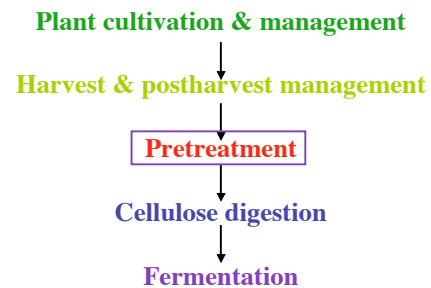 Plant cultivation & management
Harvest & postharvest management
Pretreatment
Cellulose digestion
Fermentation